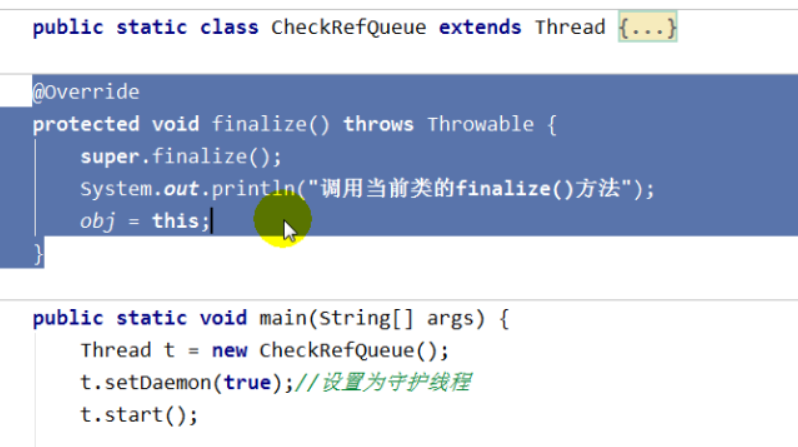 public static class CheckRefQueue extends Thread {...}
@Override
protected void finalize() throws Throwable {
super.finalize();
System.out.println("调用当前类的finalize()方法");
obj = this;
}
public static void main(String[] args) {
Thread t = new CheckRefQueue();
t.setDaemon(true);//设置为守护线程
t.start();